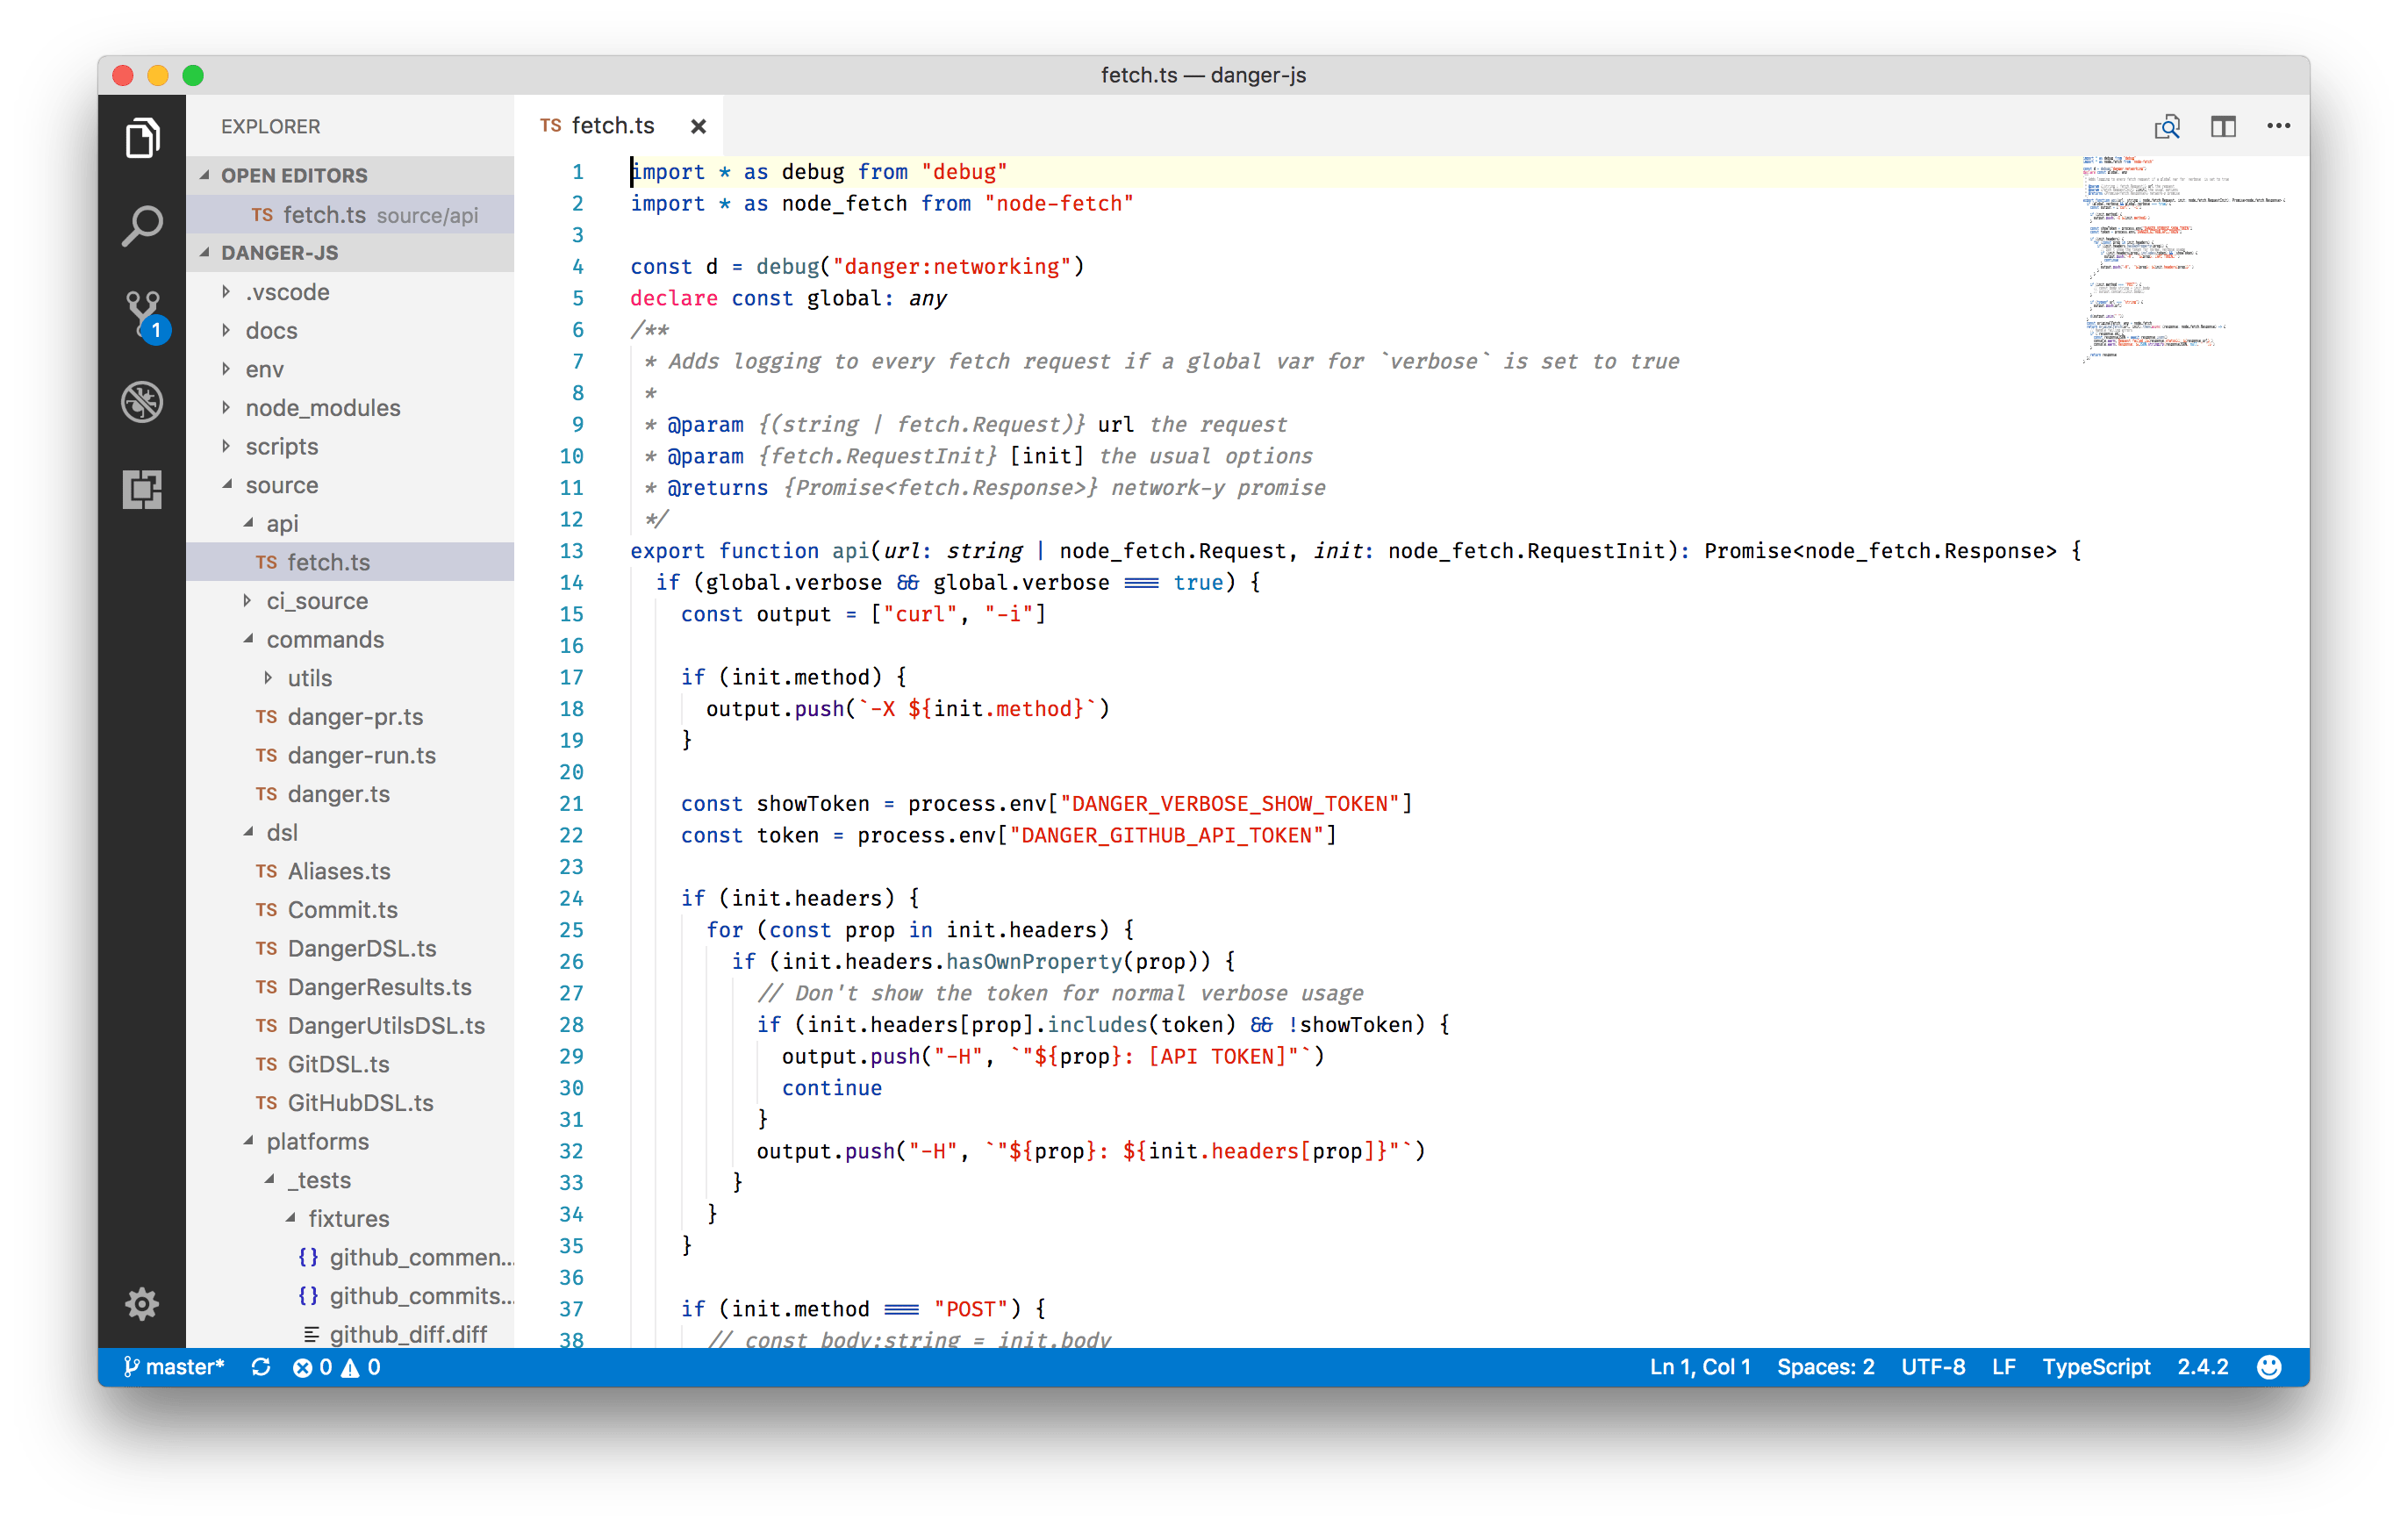 fetch.ts — danger-js
EXPLORER
OPEN EDITORS
TS fetch.ts source/api
DANGER-JS
.vscode
docs
env
node_modules
scripts
source
api
TS fetch.ts
ci_source
commands
utils
TS danger-pr.ts
TS danger-run.ts
TS danger.ts
dsl
TS Aliases.ts
TS Commit.ts
TS DangerDSL.ts
TS DangerResults.ts
TS DangerUtilsDSL.ts
TS GitDSL.ts
TS GitHubDSL.ts
platforms
_tests
fixtures
{} github_commen...
{} github_commits...
github_diff.diff
1
TS fetch.ts
1 import * as debug from "debug"
2 import * as node_fetch from "node-fetch"
3
4 const d = debug("danger:networking")
5 declare const global: any
6 /**
7 * Adds logging to every fetch request if a global var for `verbose` is set to true
8 *
9 * @param {(string | fetch.Request)} url the request
10 * @param {fetch.RequestInit} [init] the usual options
11 * @returns {Promise<fetch.Response>} network-y promise
12 */
13 export function api(url: string | node_fetch.Request, init: node_fetch.RequestInit): Promise<node_fetch.Response> {
14 if (global.verbose && global.verbose === true) {
15 const output = ["curl", "-i"]
16
17 if (init.method) {
18 output.push(`-X ${init.method}`)
19 }
20
21 const showToken = process.env["DANGER_VERBOSE_SHOW_TOKEN"]
22 const token = process.env["DANGER_GITHUB_API_TOKEN"]
23
24 if (init.headers) {
25 for (const prop in init.headers) {
26 if (init.headers.hasOwnProperty(prop)) {
27 // Don't show the token for normal verbose usage
28 if (init.headers[prop].includes(token) && !showToken) {
29 output.push("-H", `"${prop}: [API TOKEN]"`)
30 continue
31 }
32 output.push("-H", `"${prop}: ${init.headers[prop]}"`)
33 }
34 }
35 }
36
37 if (init.method === "POST") {
38 // const body:string = init.body
master* 0 0
Ln 1, Col 1 Spaces: 2 UTF-8 LF TypeScript 2.4.2